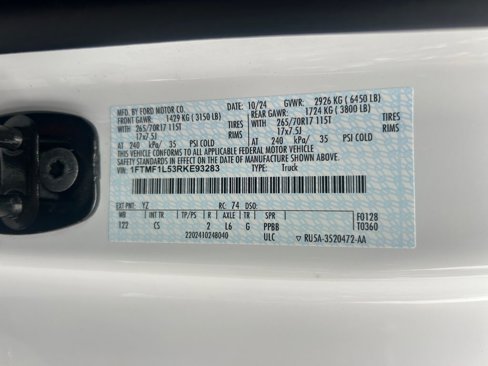 MFD. BY FORD MOTOR CO.
DATE: 10/24 GVWR: 2926 KG ( 6450 LB)
FRONT GAWR: 1429 KG ( 3150 LB) REAR GAWR: 1724 KG ( 3800 LB)
WITH 265/70R17 115T WITH 265/70R17 115T
17x7.5J RIMS 17x7.5J RIMS
AT 240 kPa/ 35 PSI COLD AT 240 kPa/ 35 PSI COLD
THIS VEHICLE CONFORMS TO ALL APPLICABLE FEDERAL MOTOR VEHICLE
SAFETY STANDARDS IN EFFECT ON THE DATE OF MANUFACTURE SHOWN ABOVE.
VIN: 1FTMF1L53RKE93283 TYPE: Truck
EXT PNT: YZ RC: 74 DSO:
WB INT TR TP/PS R AXLE TR SPR F0128
122 CS 2 L6 G PPBB T0360
2202410248040 ULC RU5A-3520472-AA